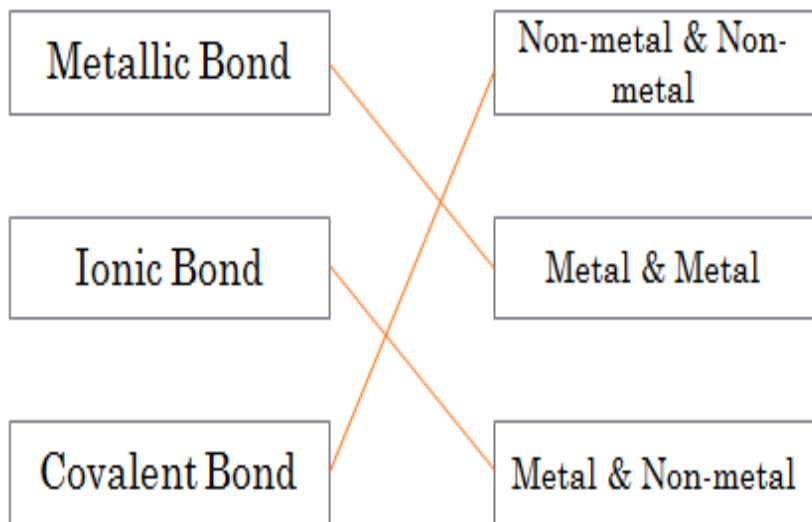 Metallic Bond
Non-metal & Non-
metal
Ionic Bond
Metal & Metal
Covalent Bond
Metal & Non-metal